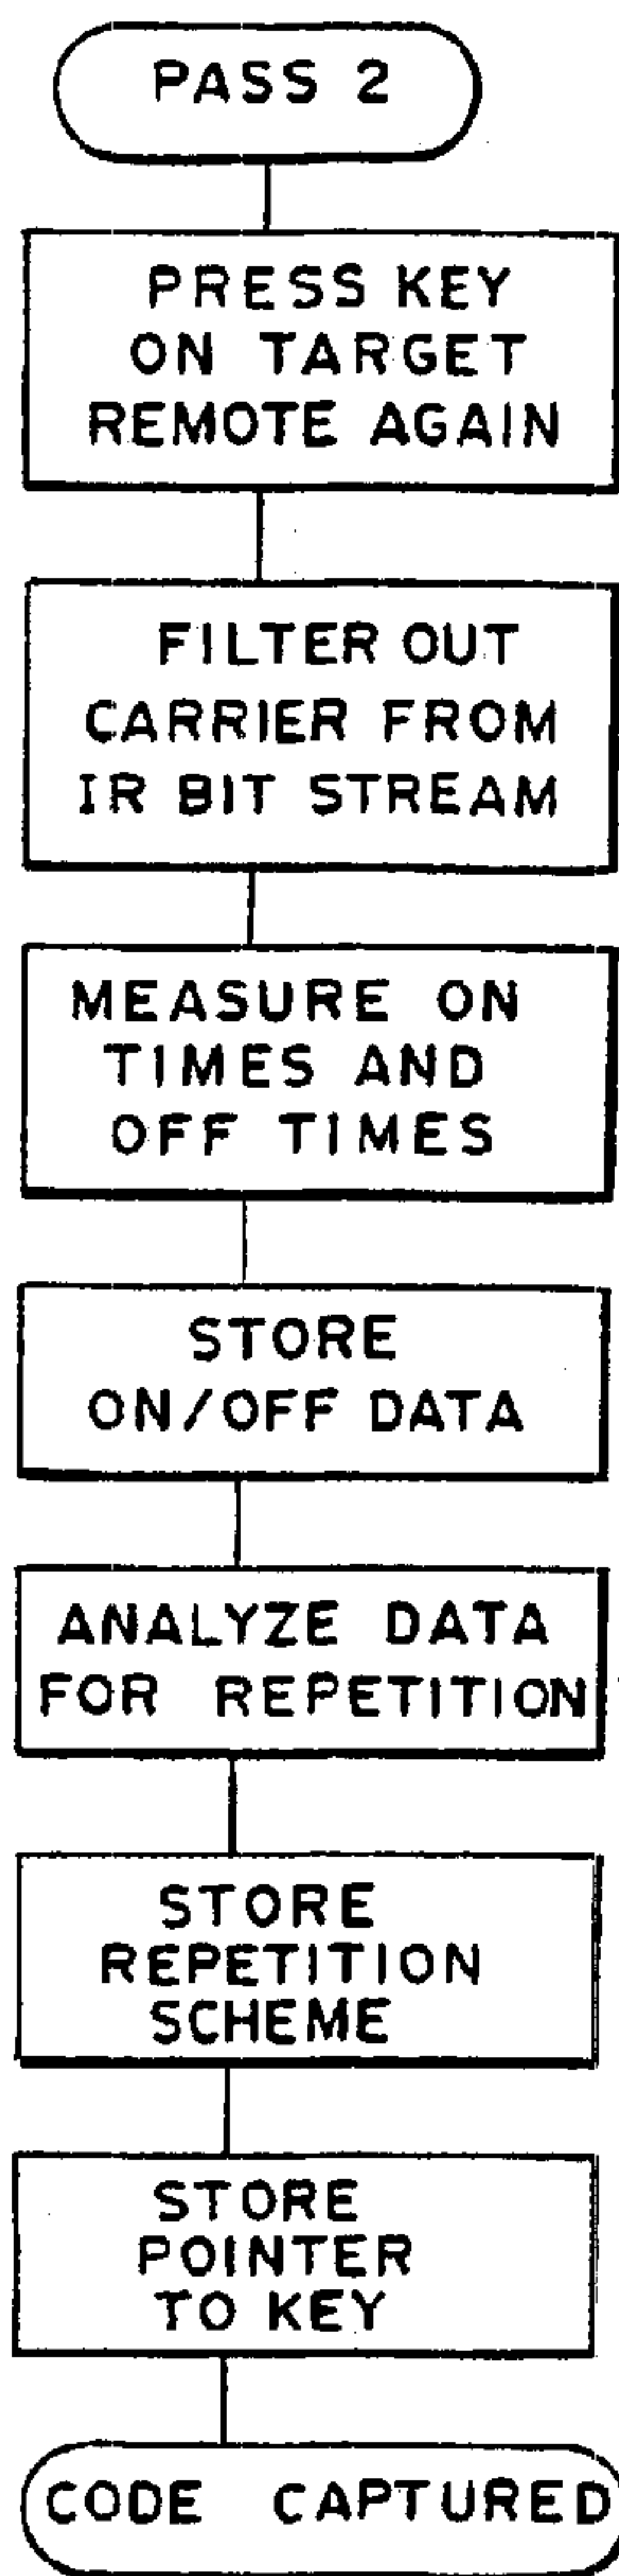 PASS 2
PRESS KEY
ON TARGET
REMOTE AGAIN
FILTER OUT
CARRIER FROM
IR BIT STREAM
MEASURE ON
TIMES AND
OFF TIMES
STORE
ON/OFF DATA
ANALYZE DATA
FOR REPETITION
STORE
REPETITION
SCHEME
STORE
POINTER
TO KEY
CODE CAPTURED